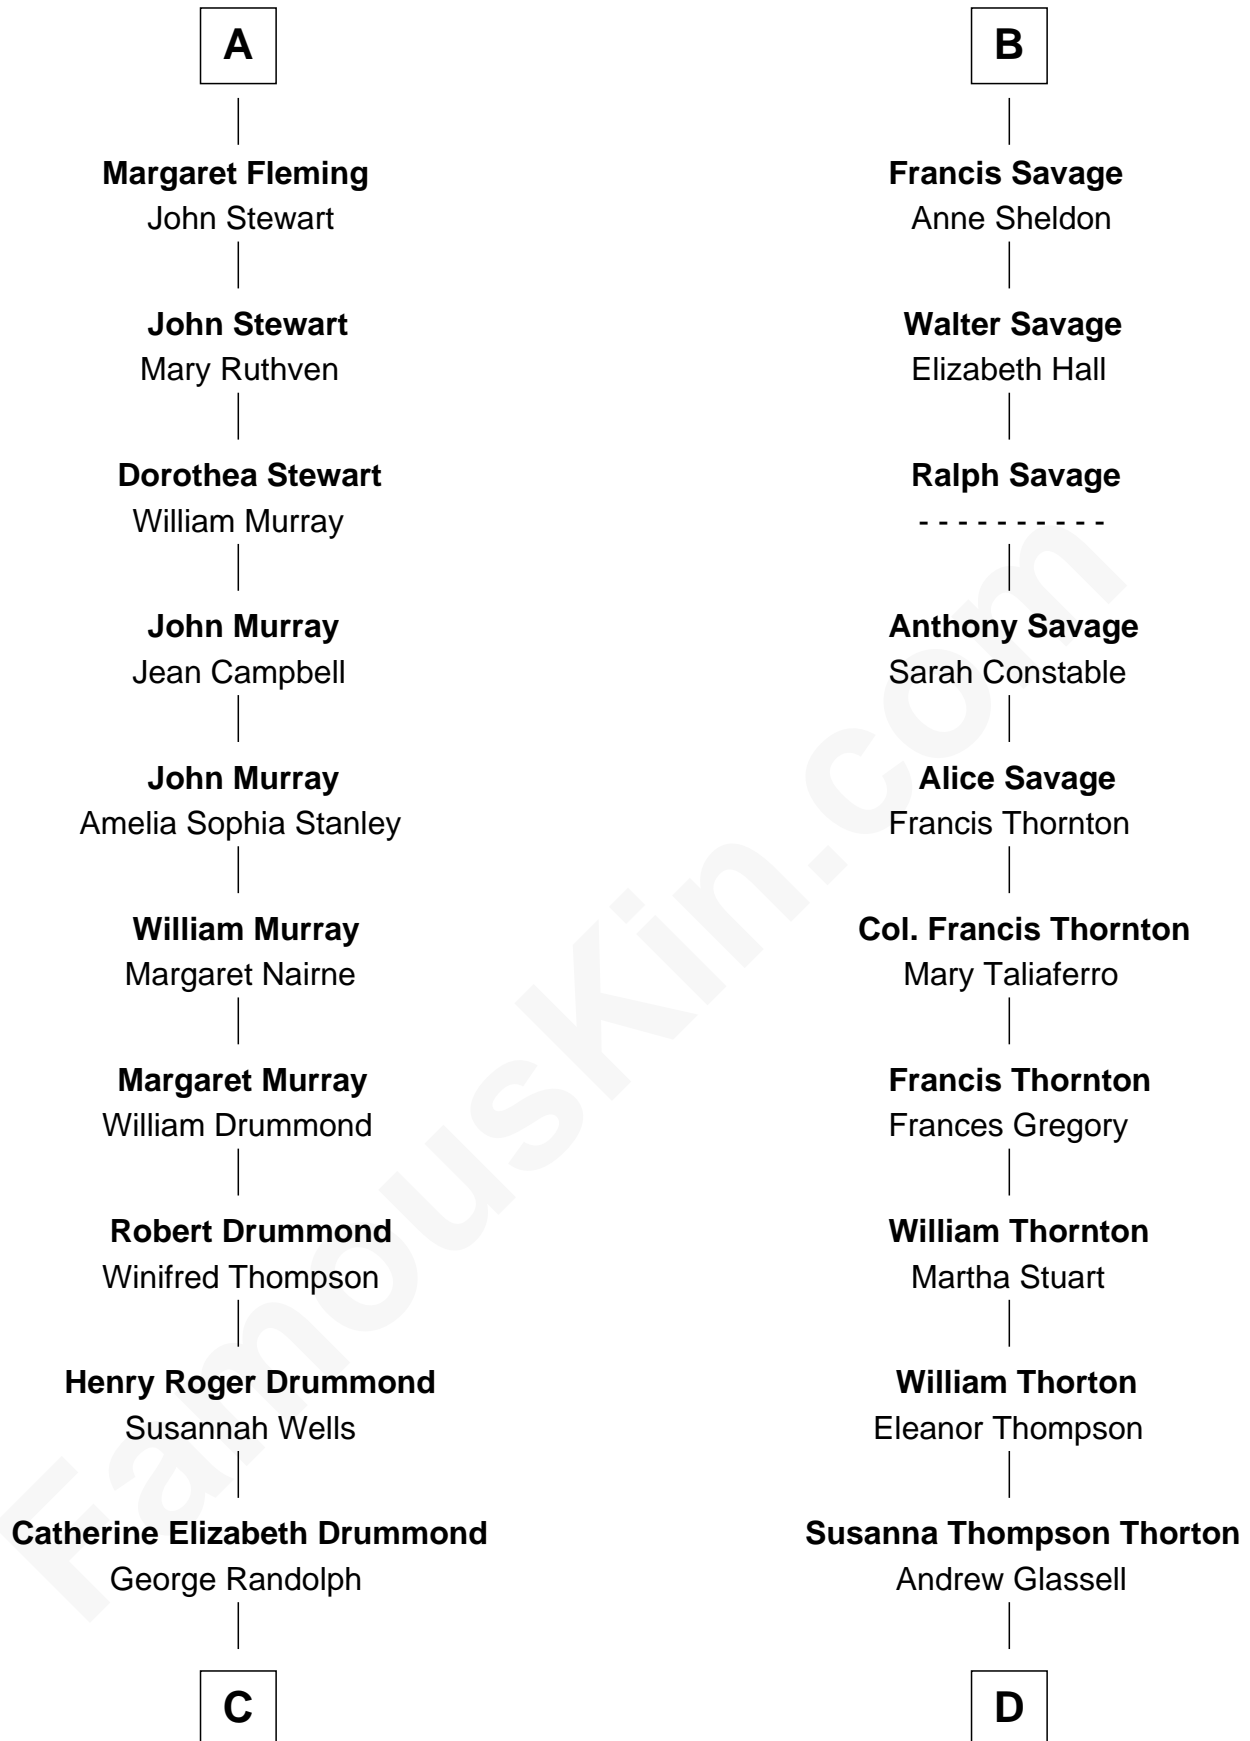 A
Margaret Fleming
John Stewart
John Stewart
Mary Ruthven
Dorothea Stewart
William Murray
John Murray
Jean Campbell
John Murray
Amelia Sophia Stanley
William Murray
Margaret Nairne
Margaret Murray
William Drummond
Robert Drummond
Winifred Thompson
Henry Roger Drummond
Susannah Wells
Catherine Elizabeth Drummond
George Randolph
C
B
Francis Savage
Anne Sheldon
Walter Savage
Elizabeth Hall
Ralph Savage
- - - - - - - - - -
Anthony Savage
Sarah Constable
Alice Savage
Francis Thornton
Col. Francis Thornton
Mary Taliaferro
Francis Thornton
Frances Gregory
William Thornton
Martha Stuart
William Thorton
Eleanor Thompson
Susanna Thompson Thorton
Andrew Glassell
D
FamousKin.com